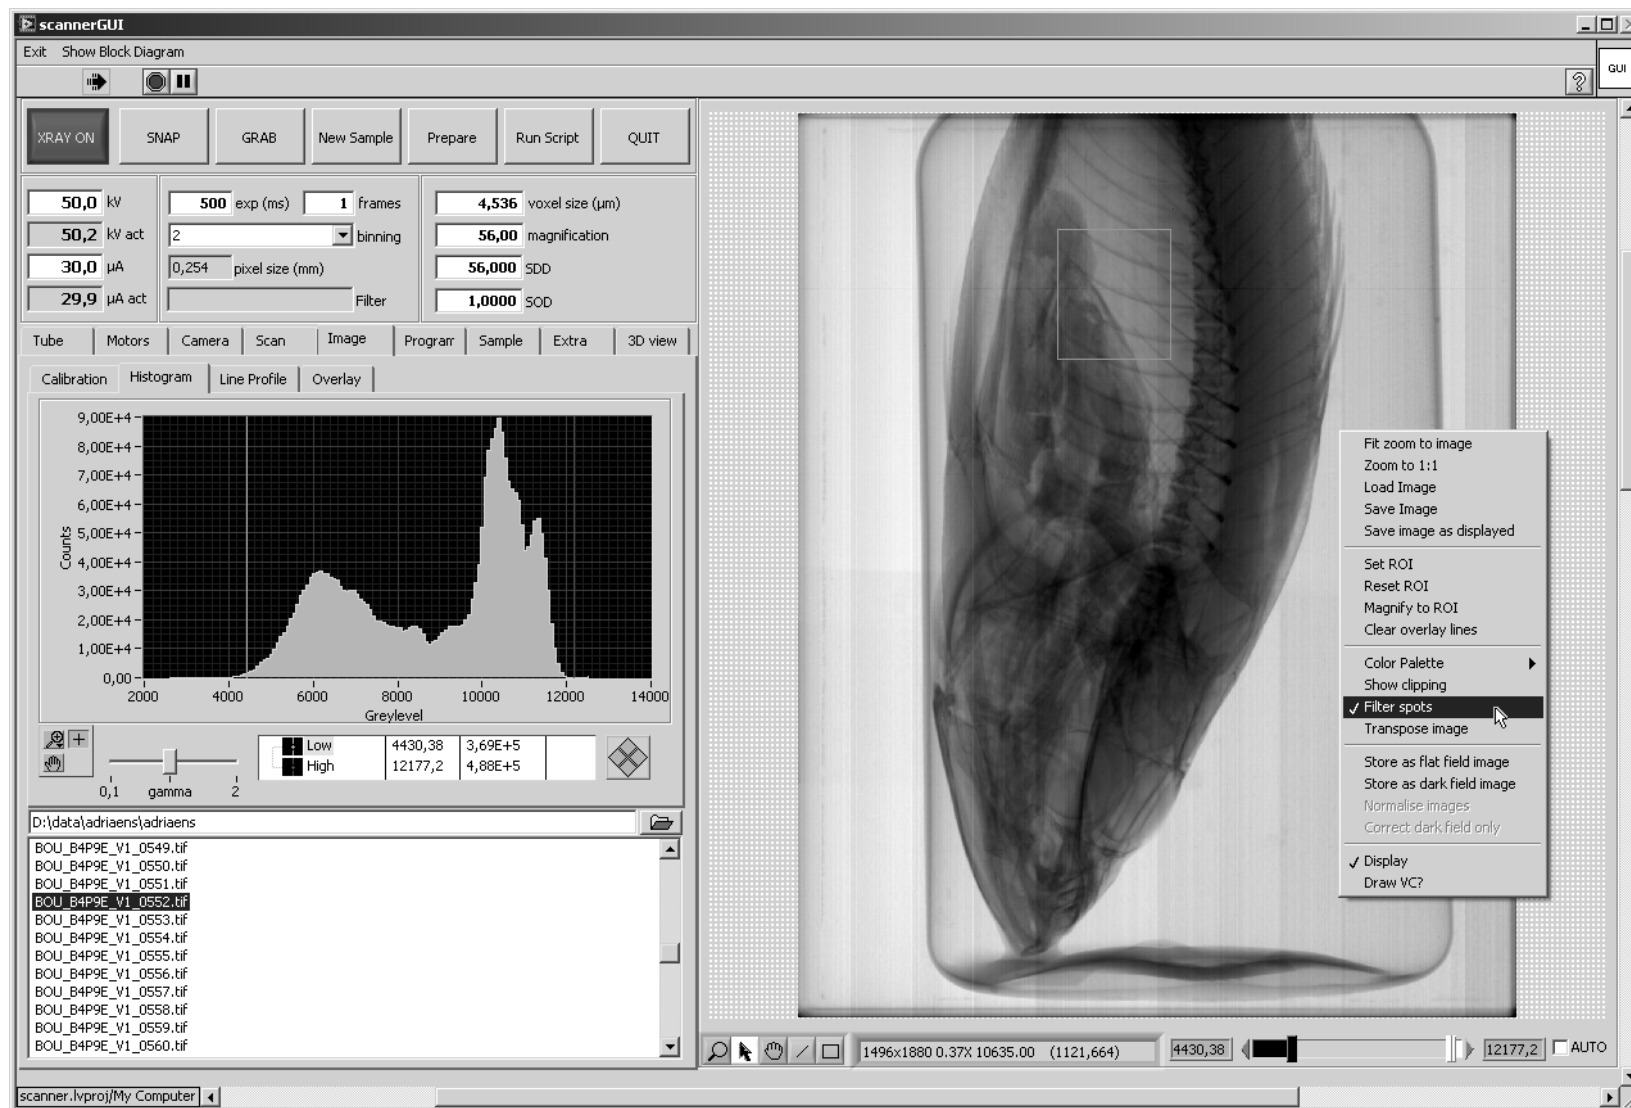 scannerGUI
Exit Show Block Diagram
GUI
XRAY ON SNAP GRAB New Sample Prepare Run Script QUIT
50,0 kV
50,2 kV act
30,0 µA
29,9 µA act
500 exp (ms) 1 frames
2 binning
0,254 pixel size (mm)
Filter
4,536 voxel size (µm)
56,00 magnification
56,000 SDD
1,0000 SOD
Tube Motors Camera Scan Image Prograrr Sample Extra 3D view
Calibration Histogram Line Profile Overlay
9,00E+4
8,00E+4
7,00E+4
6,00E+4
5,00E+4
4,00E+4
3,00E+4
2,00E+4
1,00E+4
0,00
Counts
2000 4000 6000 8000 10000 12000 14000
Greylevel
Low 4430,38 3,69E+5
High 12177,2 4,88E+5
0,1 gamma 2
D:\data\adriaens\adriaens
BOU_B4P9E_V1_0549.tif
BOU_B4P9E_V1_0550.tif
BOU_B4P9E_V1_0551.tif
BOU_B4P9E_V1_0552.tif
BOU_B4P9E_V1_0553.tif
BOU_B4P9E_V1_0554.tif
BOU_B4P9E_V1_0555.tif
BOU_B4P9E_V1_0556.tif
BOU_B4P9E_V1_0557.tif
BOU_B4P9E_V1_0558.tif
BOU_B4P9E_V1_0559.tif
BOU_B4P9E_V1_0560.tif
Fit zoom to image
Zoom to 1:1
Load Image
Save Image
Save image as displayed
Set ROI
Reset ROI
Magnify to ROI
Clear overlay lines
Color Palette
Show clipping
✓ Filter spots
Transpose image
Store as flat field image
Store as dark field image
Normalise images
Correct dark field only
✓ Display
Draw VC?
1496x1880 0.37X 10635.00 (1121,664) 4430,38 12177,2 AUTO
scanner.lvproj/My Computer